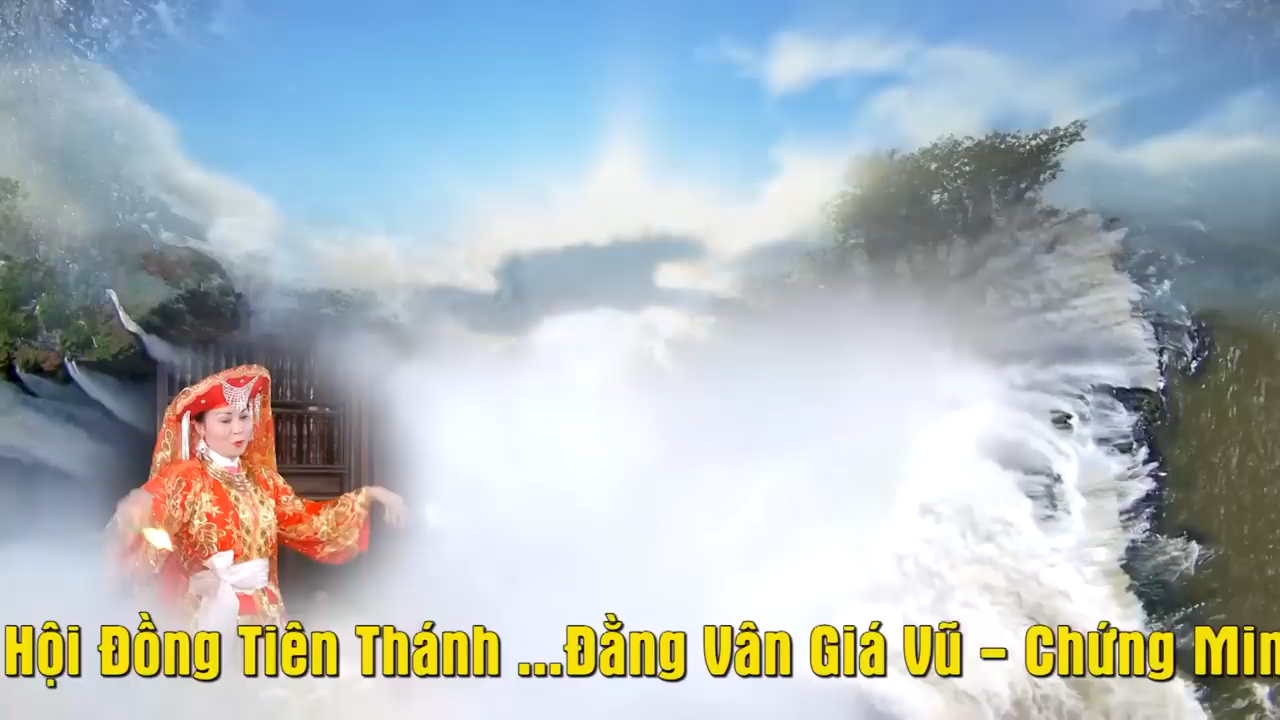 Hội Đồng Tiên Thánh ...Đằng Vân Giá Vũ - Chứng Min